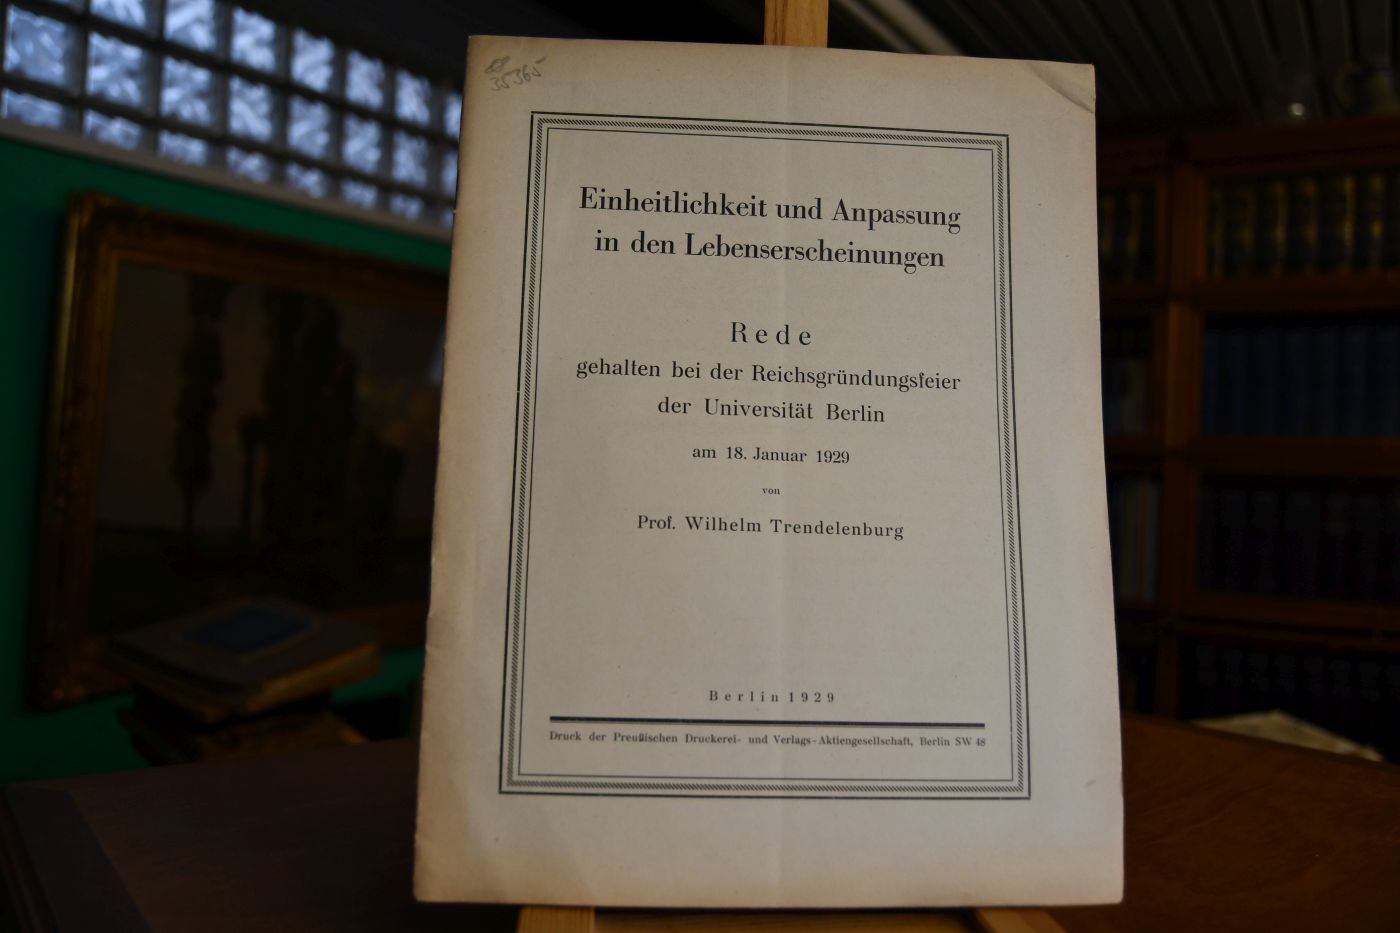 35365
Einheitlichkeit und Anpassung
in den Lebenserscheinungen
Rede
gehalten bei der Reichsgründungsfeier
der Universität Berlin
am 18. Januar 1929
von
Prof. Wilhelm Trendelenburg
Berlin 1929
Druck der Preußischen Druckerei- und Verlags-Aktiengesellschaft, Berlin SW 48